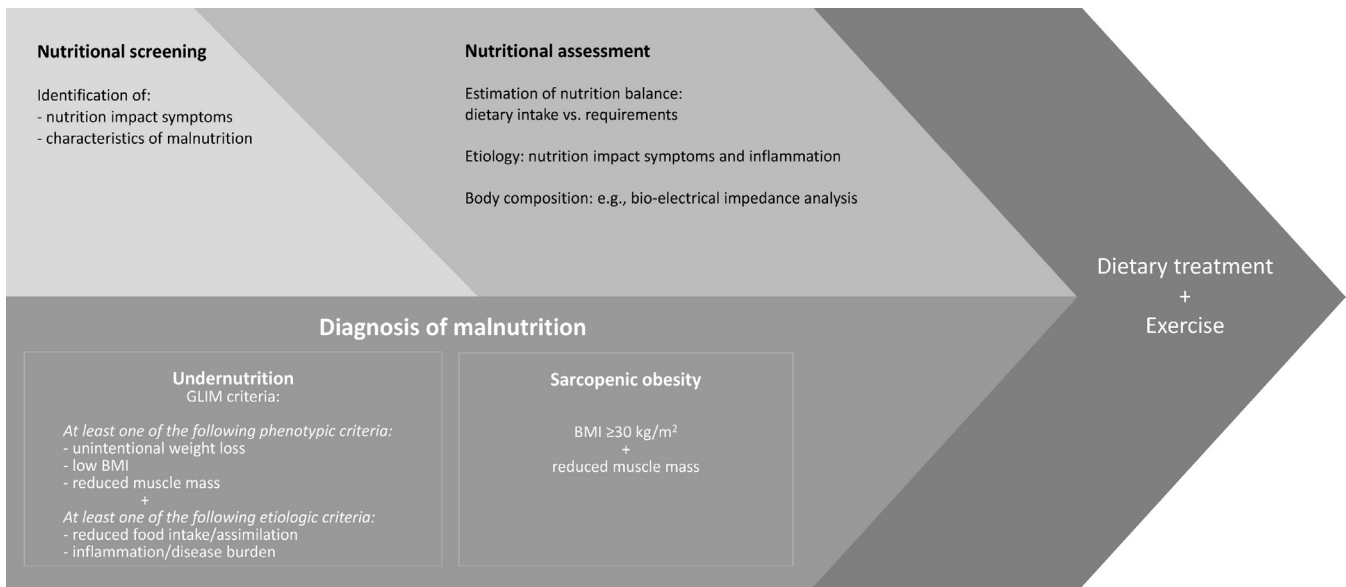 Nutritional screening
Identification of:
- nutrition impact symptoms
- characteristics of malnutrition
Nutritional assessment
Estimation of nutrition balance:
dietary intake vs. requirements
Etiology: nutrition impact symptoms and inflammation
Body composition: e.g., bio-electrical impedance analysis
Diagnosis of malnutrition
Undernutrition
GLIM criteria:
At least one of the following phenotypic criteria:
- unintentional weight loss
- low BMI
- reduced muscle mass
+
At least one of the following etiologic criteria:
- reduced food intake/assimilation
- inflammation/disease burden
Sarcopenic obesity
BMI ≥30 kg/m²
+
reduced muscle mass
Dietary treatment
+
Exercise